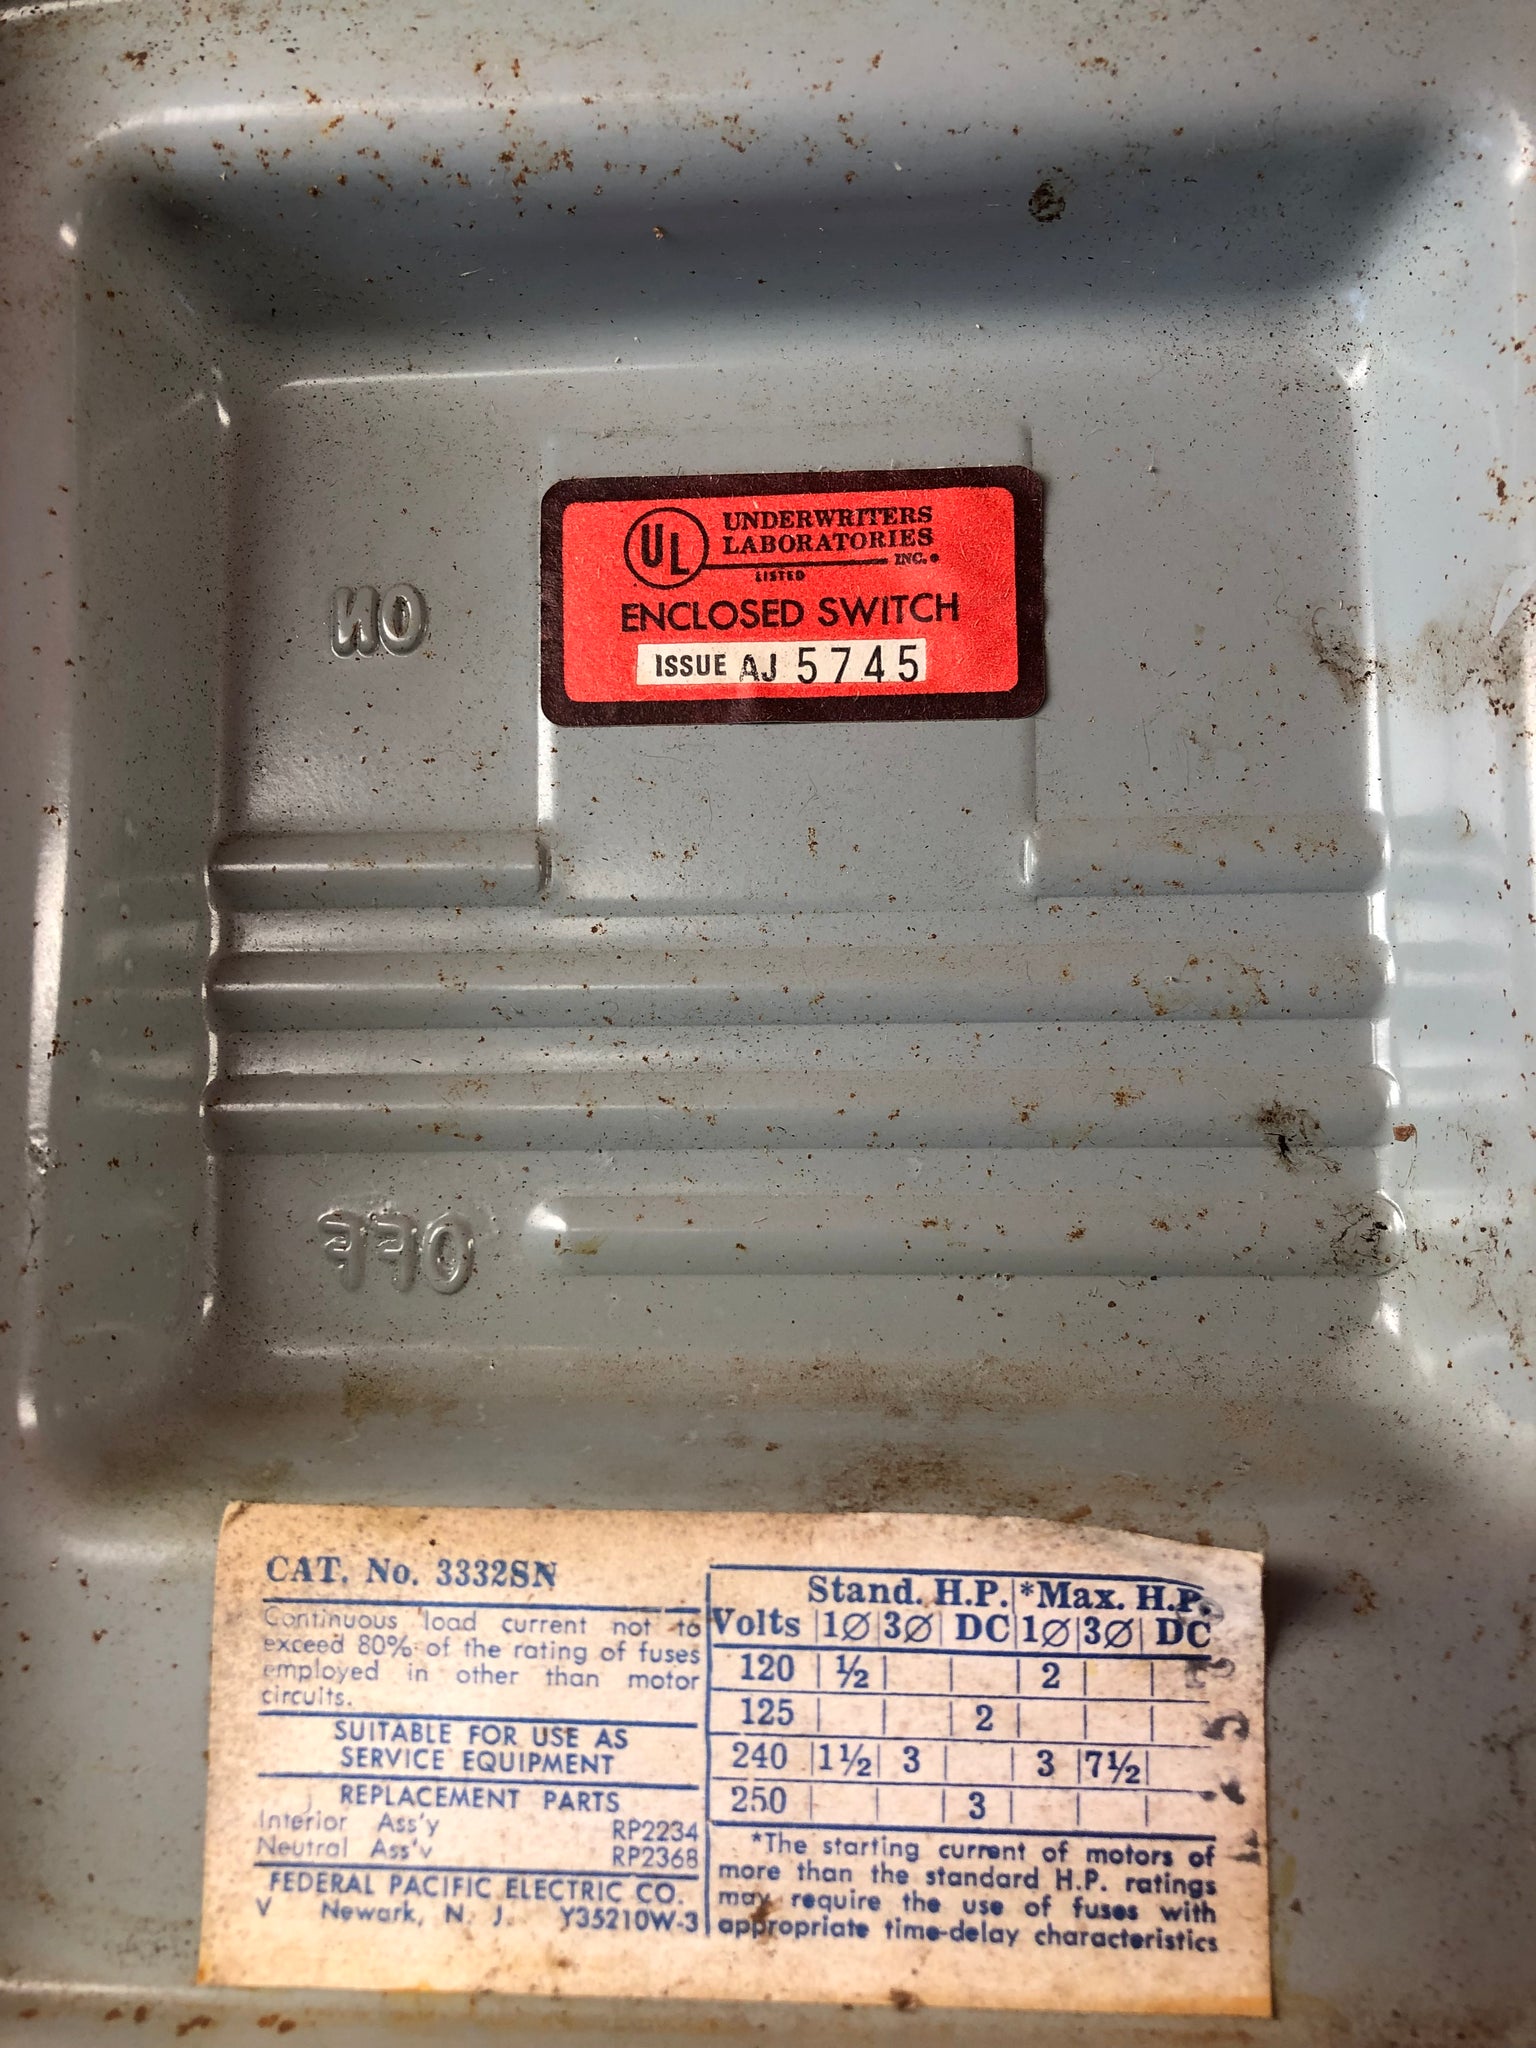 UL UNDERWRITERS
LABORATORIES
INC.
LISTED
ENCLOSED SWITCH
ISSUE AJ 5745
ON
OFF
CAT. No. 3332SN
Continuous load current not to
exceed 80% of the rating of fuses
employed in other than motor
circuits.
SUITABLE FOR USE AS
SERVICE EQUIPMENT
REPLACEMENT PARTS
Interior Ass'y RP2234
Neutral Ass'y RP2368
FEDERAL PACIFIC ELECTRIC CO.
V Newark, N. J. Y35210W-3
Stand. H.P. *Max. H.P.
Volts 1Ø 3Ø DC 1Ø 3Ø DC
120 ½ 2
125 2
240 1½ 3 3 7½
250 3
*The starting current of motors of
more than the standard H.P. ratings
may require the use of fuses with
appropriate time-delay characteristics